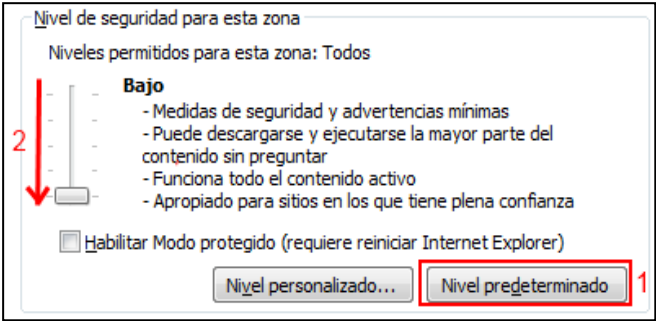 Nivel de seguridad para esta zona
Niveles permitidos para esta zona: Todos
Bajo
- Medidas de seguridad y advertencias mínimas
- Puede descargarse y ejecutarse la mayor parte del
contenido sin preguntar
- Funciona todo el contenido activo
- Apropiado para sitios en los que tiene plena confianza
2
Habilitar Modo protegido (requiere reiniciar Internet Explorer)
Nivel personalizado...
Nivel predeterminado
1